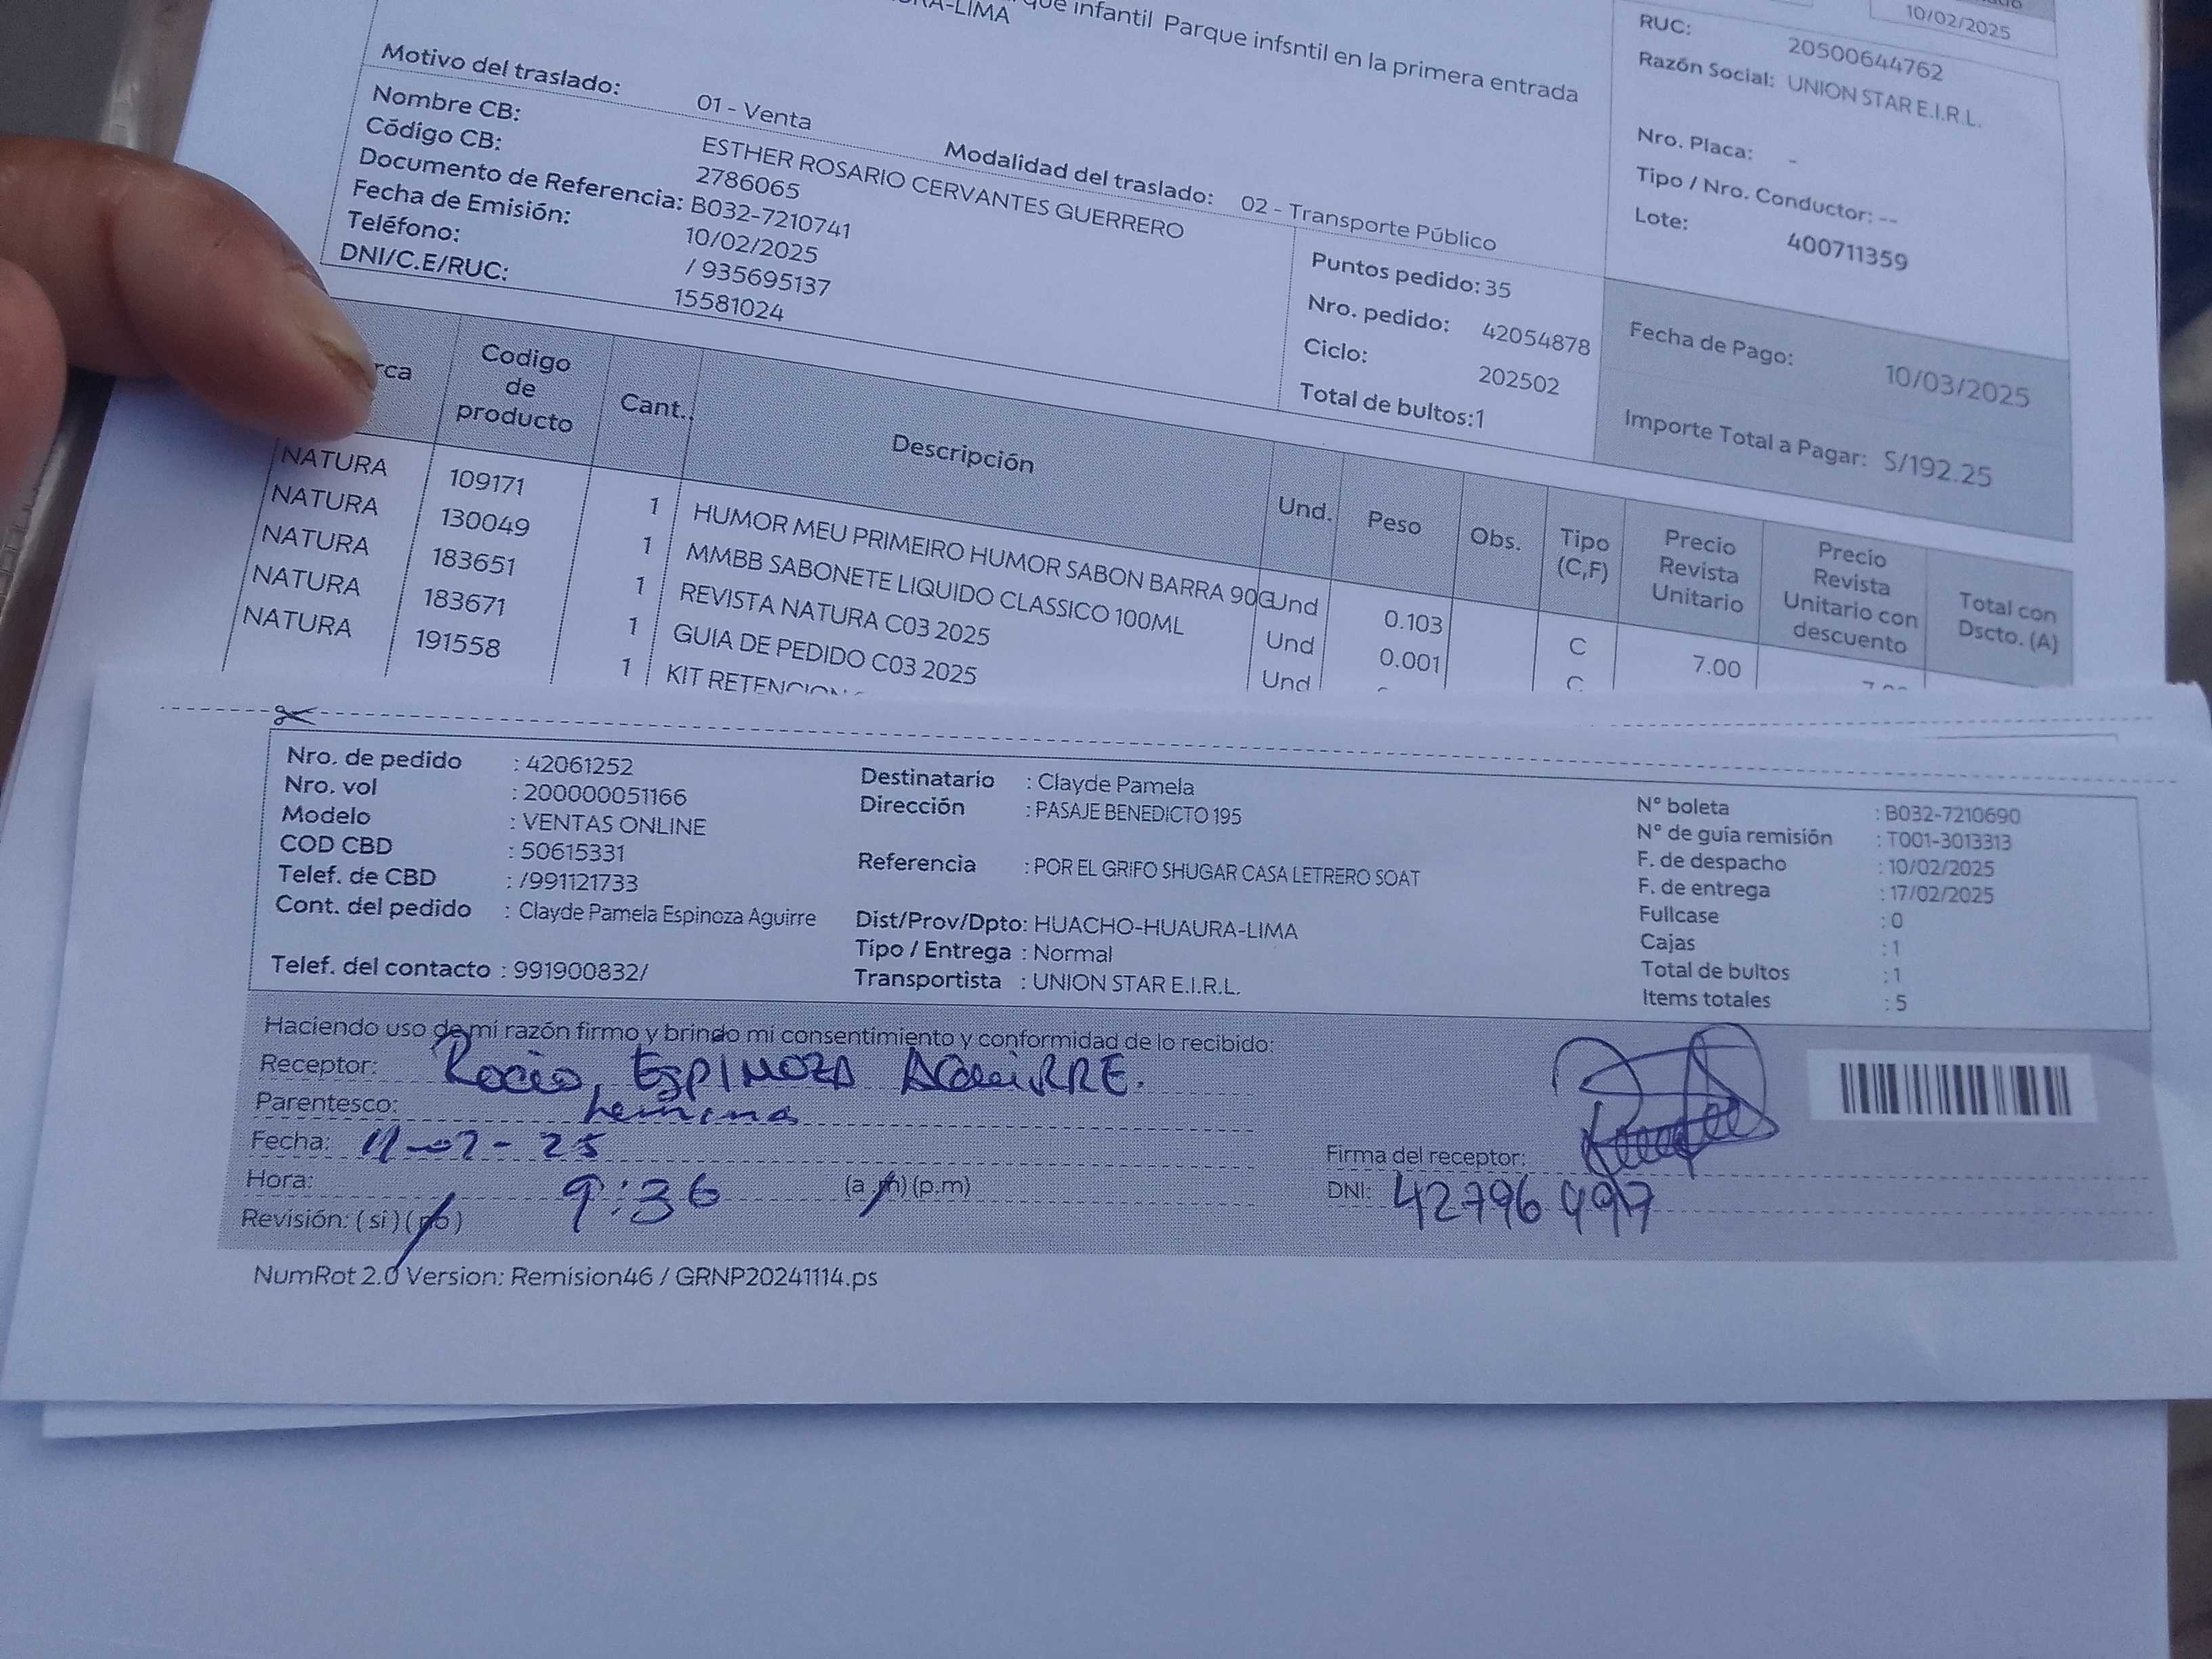 que infantil Parque infsntil en la primera entrada
RA-LIMA
10/02/2025
RUC: 20500644762
Razón Social: UNION STAR E.I.R.L.
Nro. Placa: -
Tipo / Nro. Conductor: --
Lote: 400711359
Motivo del traslado: 01 - Venta
Modalidad del traslado: 02 - Transporte Público
Nombre CB: ESTHER ROSARIO CERVANTES GUERRERO
Código CB: 2786065
Documento de Referencia: B032-7210741
Fecha de Emisión: 10/02/2025
Teléfono: / 935695137
DNI/C.E/RUC: 15581024
Puntos pedido: 35
Nro. pedido: 42054878
Ciclo: 202502
Total de bultos:1
Fecha de Pago: 10/03/2025
Importe Total a Pagar: S/192.25
rca Codigo de producto Cant. Descripción Und. Peso Obs. Tipo (C,F) Precio Revista Unitario Precio Revista Unitario con descuento Total con Dscto. (A)
NATURA 109171 1 HUMOR MEU PRIMEIRO HUMOR SABON BARRA 90G Und 0.103 C 7.00
NATURA 130049 1 MMBB SABONETE LIQUIDO CLASSICO 100ML Und 0.001 C
NATURA 183651 1 REVISTA NATURA C03 2025 Und
NATURA 183671 1 GUIA DE PEDIDO C03 2025
NATURA 191558 1 KIT RETENCION
Nro. de pedido : 42061252
Nro. vol : 200000051166
Modelo : VENTAS ONLINE
COD CBD : 50615331
Telef. de CBD : /991121733
Cont. del pedido : Clayde Pamela Espinoza Aguirre
Telef. del contacto : 991900832/
Destinatario : Clayde Pamela
Dirección : PASAJE BENEDICTO 195
Referencia : POR EL GRIFO SHUGAR CASA LETRERO SOAT
Dist/Prov/Dpto: HUACHO-HUAURA-LIMA
Tipo / Entrega : Normal
Transportista : UNION STAR E.I.R.L.
N° boleta : B032-7210690
N° de guía remisión : T001-3013313
F. de despacho : 10/02/2025
F. de entrega : 17/02/2025
Fullcase : 0
Cajas : 1
Total de bultos : 1
Items totales : 5
Haciendo uso de mi razón firmo y brindo mi consentimiento y conformidad de lo recibido:
Receptor: Rocio, ESPINOZA AGUIRRE.
Parentesco:
Fecha: 11-02-25
Hora: 9:36 (a.m) (p.m)
Revisión: (si) (no)
Firma del receptor:
DNI: 42796497
NumRot 2.0 Version: Remision46 / GRNP20241114.ps